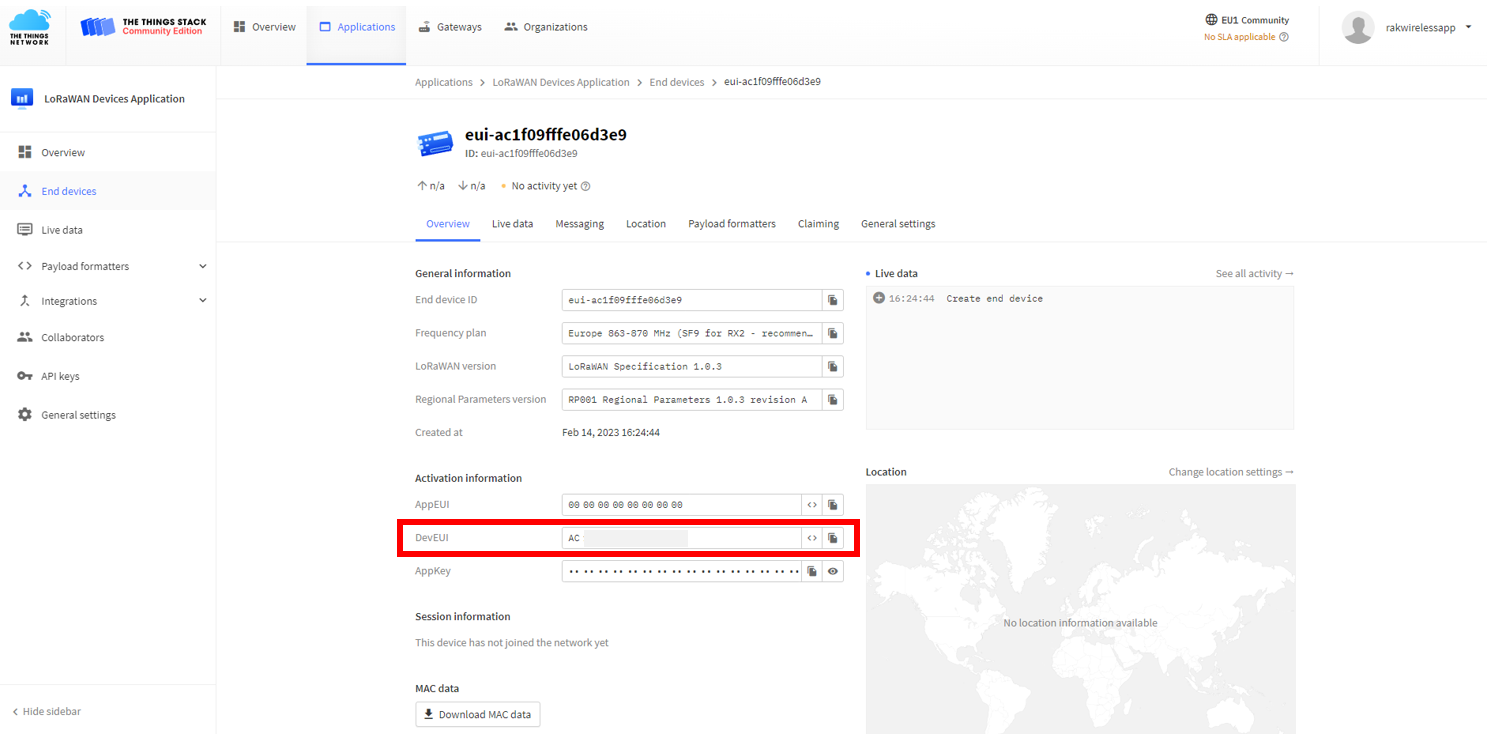 THE THINGS NETWORK
THE THINGS STACK
Community Edition
Overview
Applications
Gateways
Organizations
EU1 Community
No SLA applicable
rakwirelessapp
LoRaWAN Devices Application
Overview
End devices
Live data
Payload formatters
Integrations
Collaborators
API keys
General settings
Hide sidebar
Applications > LoRaWAN Devices Application > End devices > eui-ac1f09fffe06d3e9
eui-ac1f09fffe06d3e9
ID: eui-ac1f09fffe06d3e9
↑ n/a ↓ n/a • No activity yet
Overview Live data Messaging Location Payload formatters Claiming General settings
General information
End device ID eui-ac1f09fffe06d3e9
Frequency plan Europe 863-870 MHz (SF9 for RX2 - recommen…
LoRaWAN version LoRaWAN Specification 1.0.3
Regional Parameters version RP001 Regional Parameters 1.0.3 revision A
Created at Feb 14, 2023 16:24:44
Activation information
AppEUI 00 00 00 00 00 00 00 00
DevEUI AC
AppKey •• •• •• •• •• •• •• •• •• •• •• •• •• •• •• ••
Session information
This device has not joined the network yet
MAC data
Download MAC data
Live data
See all activity →
16:24:44 Create end device
Location
Change location settings →
No location information available